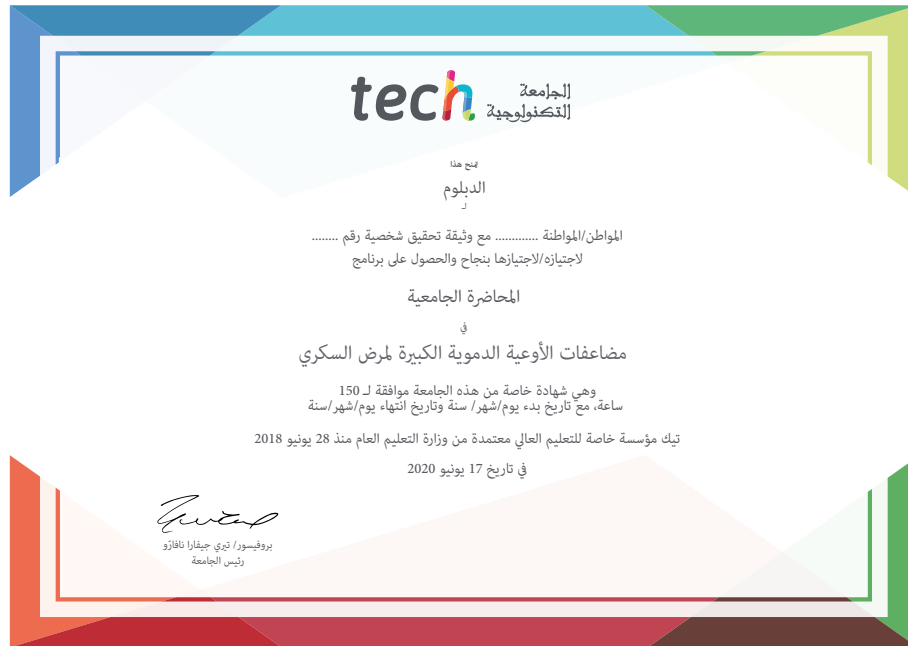 tech
الجامعة
التكنولوجية
يمنح هذا
الدبلوم
لـ
المواطن/المواطنة ............. مع وثيقة تحقيق شخصية رقم ........
لاجتيازه/لاجتيازها بنجاح والحصول على برنامج
المحاضرة الجامعية
في
مضاعفات الأوعية الدموية الكبيرة لمرض السكري
وهي شهادة خاصة من هذه الجامعة موافقة لـ 150
ساعة، مع تاريخ بدء يوم/شهر/ سنة وتاريخ انتهاء يوم/شهر/سنة
تيك مؤسسة خاصة للتعليم العالي معتمدة من وزارة التعليم العام منذ 28 يونيو 2018
في تاريخ 17 يونيو 2020
بروفيسور/ تيري جيفارا نافارّو
رئيس الجامعة